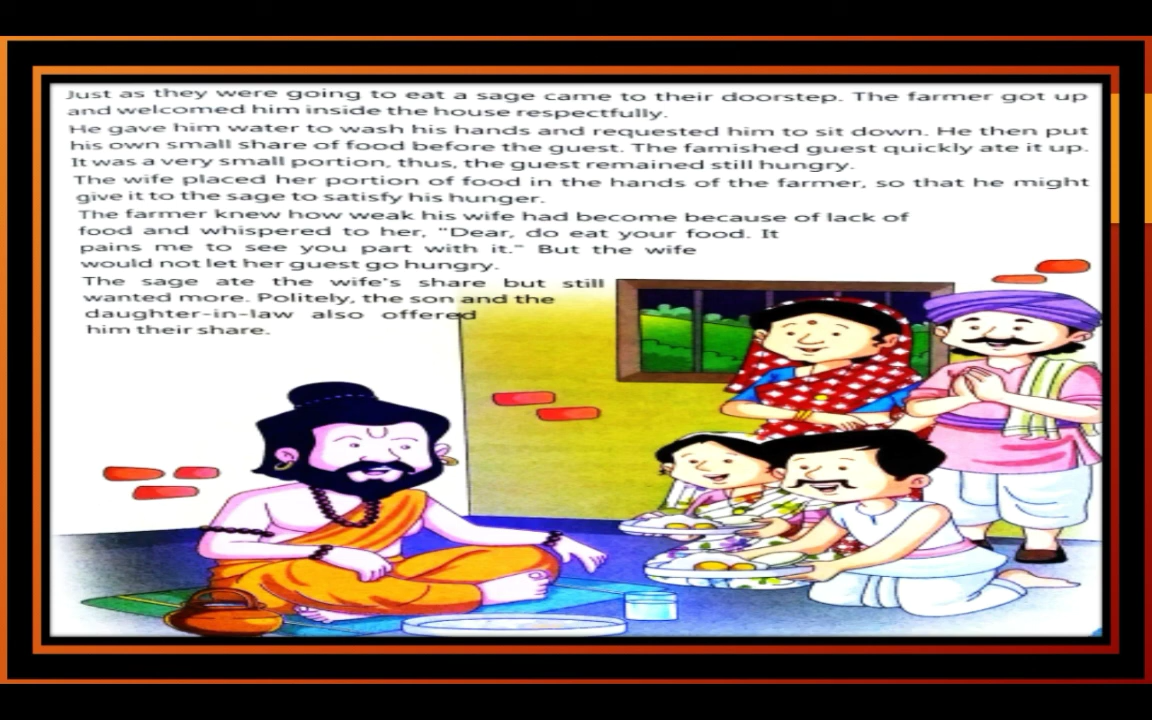 Just as they were going to eat a sage came to their doorstep. The farmer got up
and welcomed him inside the house respectfully.
He gave him water to wash his hands and requested him to sit down. He then put
his own small share of food before the guest. The famished guest quickly ate it up.
It was a very small portion, thus, the guest remained still hungry.
The wife placed her portion of food in the hands of the farmer, so that he might
give it to the sage to satisfy his hunger.
The farmer knew how weak his wife had become because of lack of
food and whispered to her, "Dear, do eat your food. It
pains me to see you part with it." But the wife
would not let her guest go hungry.
The sage ate the wife's share but still
wanted more. Politely, the son and the
daughter-in-law also offered
him their share.